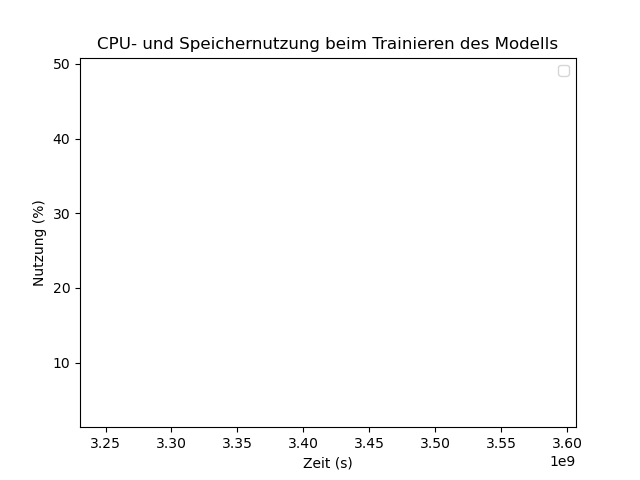 CPU- und Speichernutzung beim Trainieren des Modells
50
40
30
20
10
Nutzung (%)
3.25 3.30 3.35 3.40 3.45 3.50 3.55 3.60
1e9
Zeit (s)